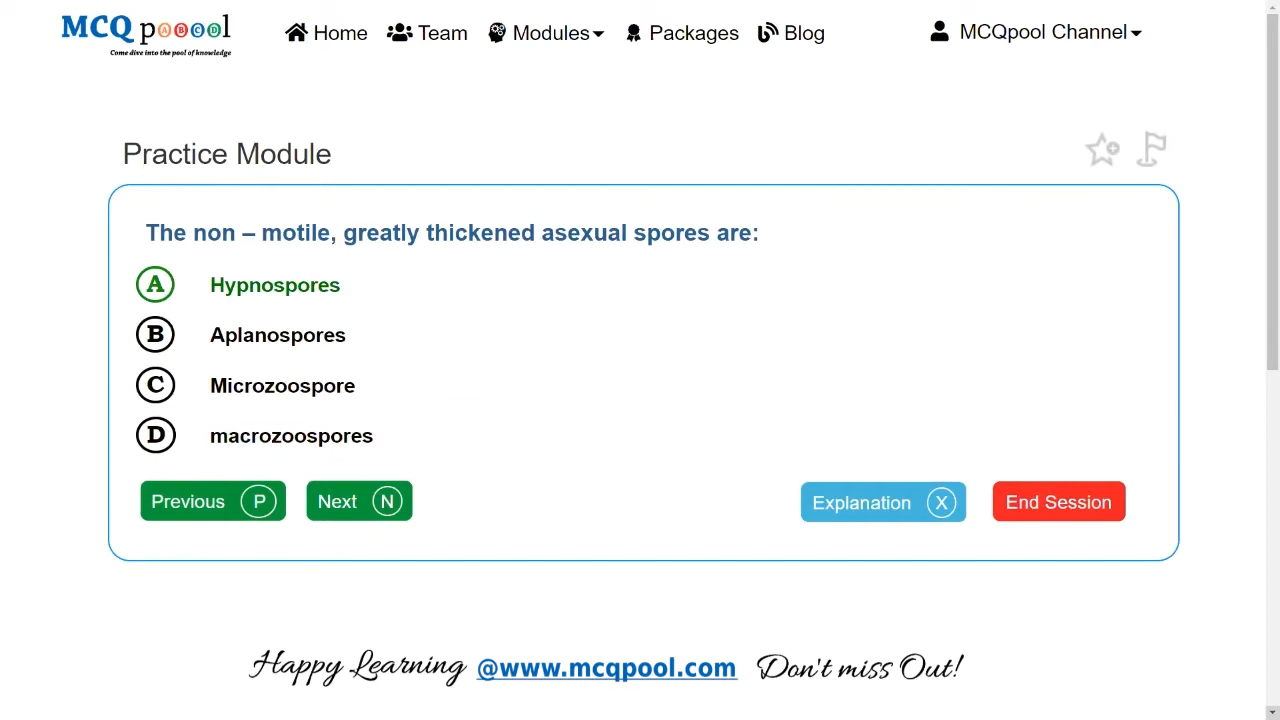 MCQ pABCDl
Come dive into the pool of knowledge
Home Team Modules Packages Blog MCQpool Channel
Practice Module
The non – motile, greatly thickened asexual spores are:
A Hypnospores
B Aplanospores
C Microzoospore
D macrozoospores
Previous P Next N Explanation X End Session
Happy Learning @www.mcqpool.com Don't miss Out!